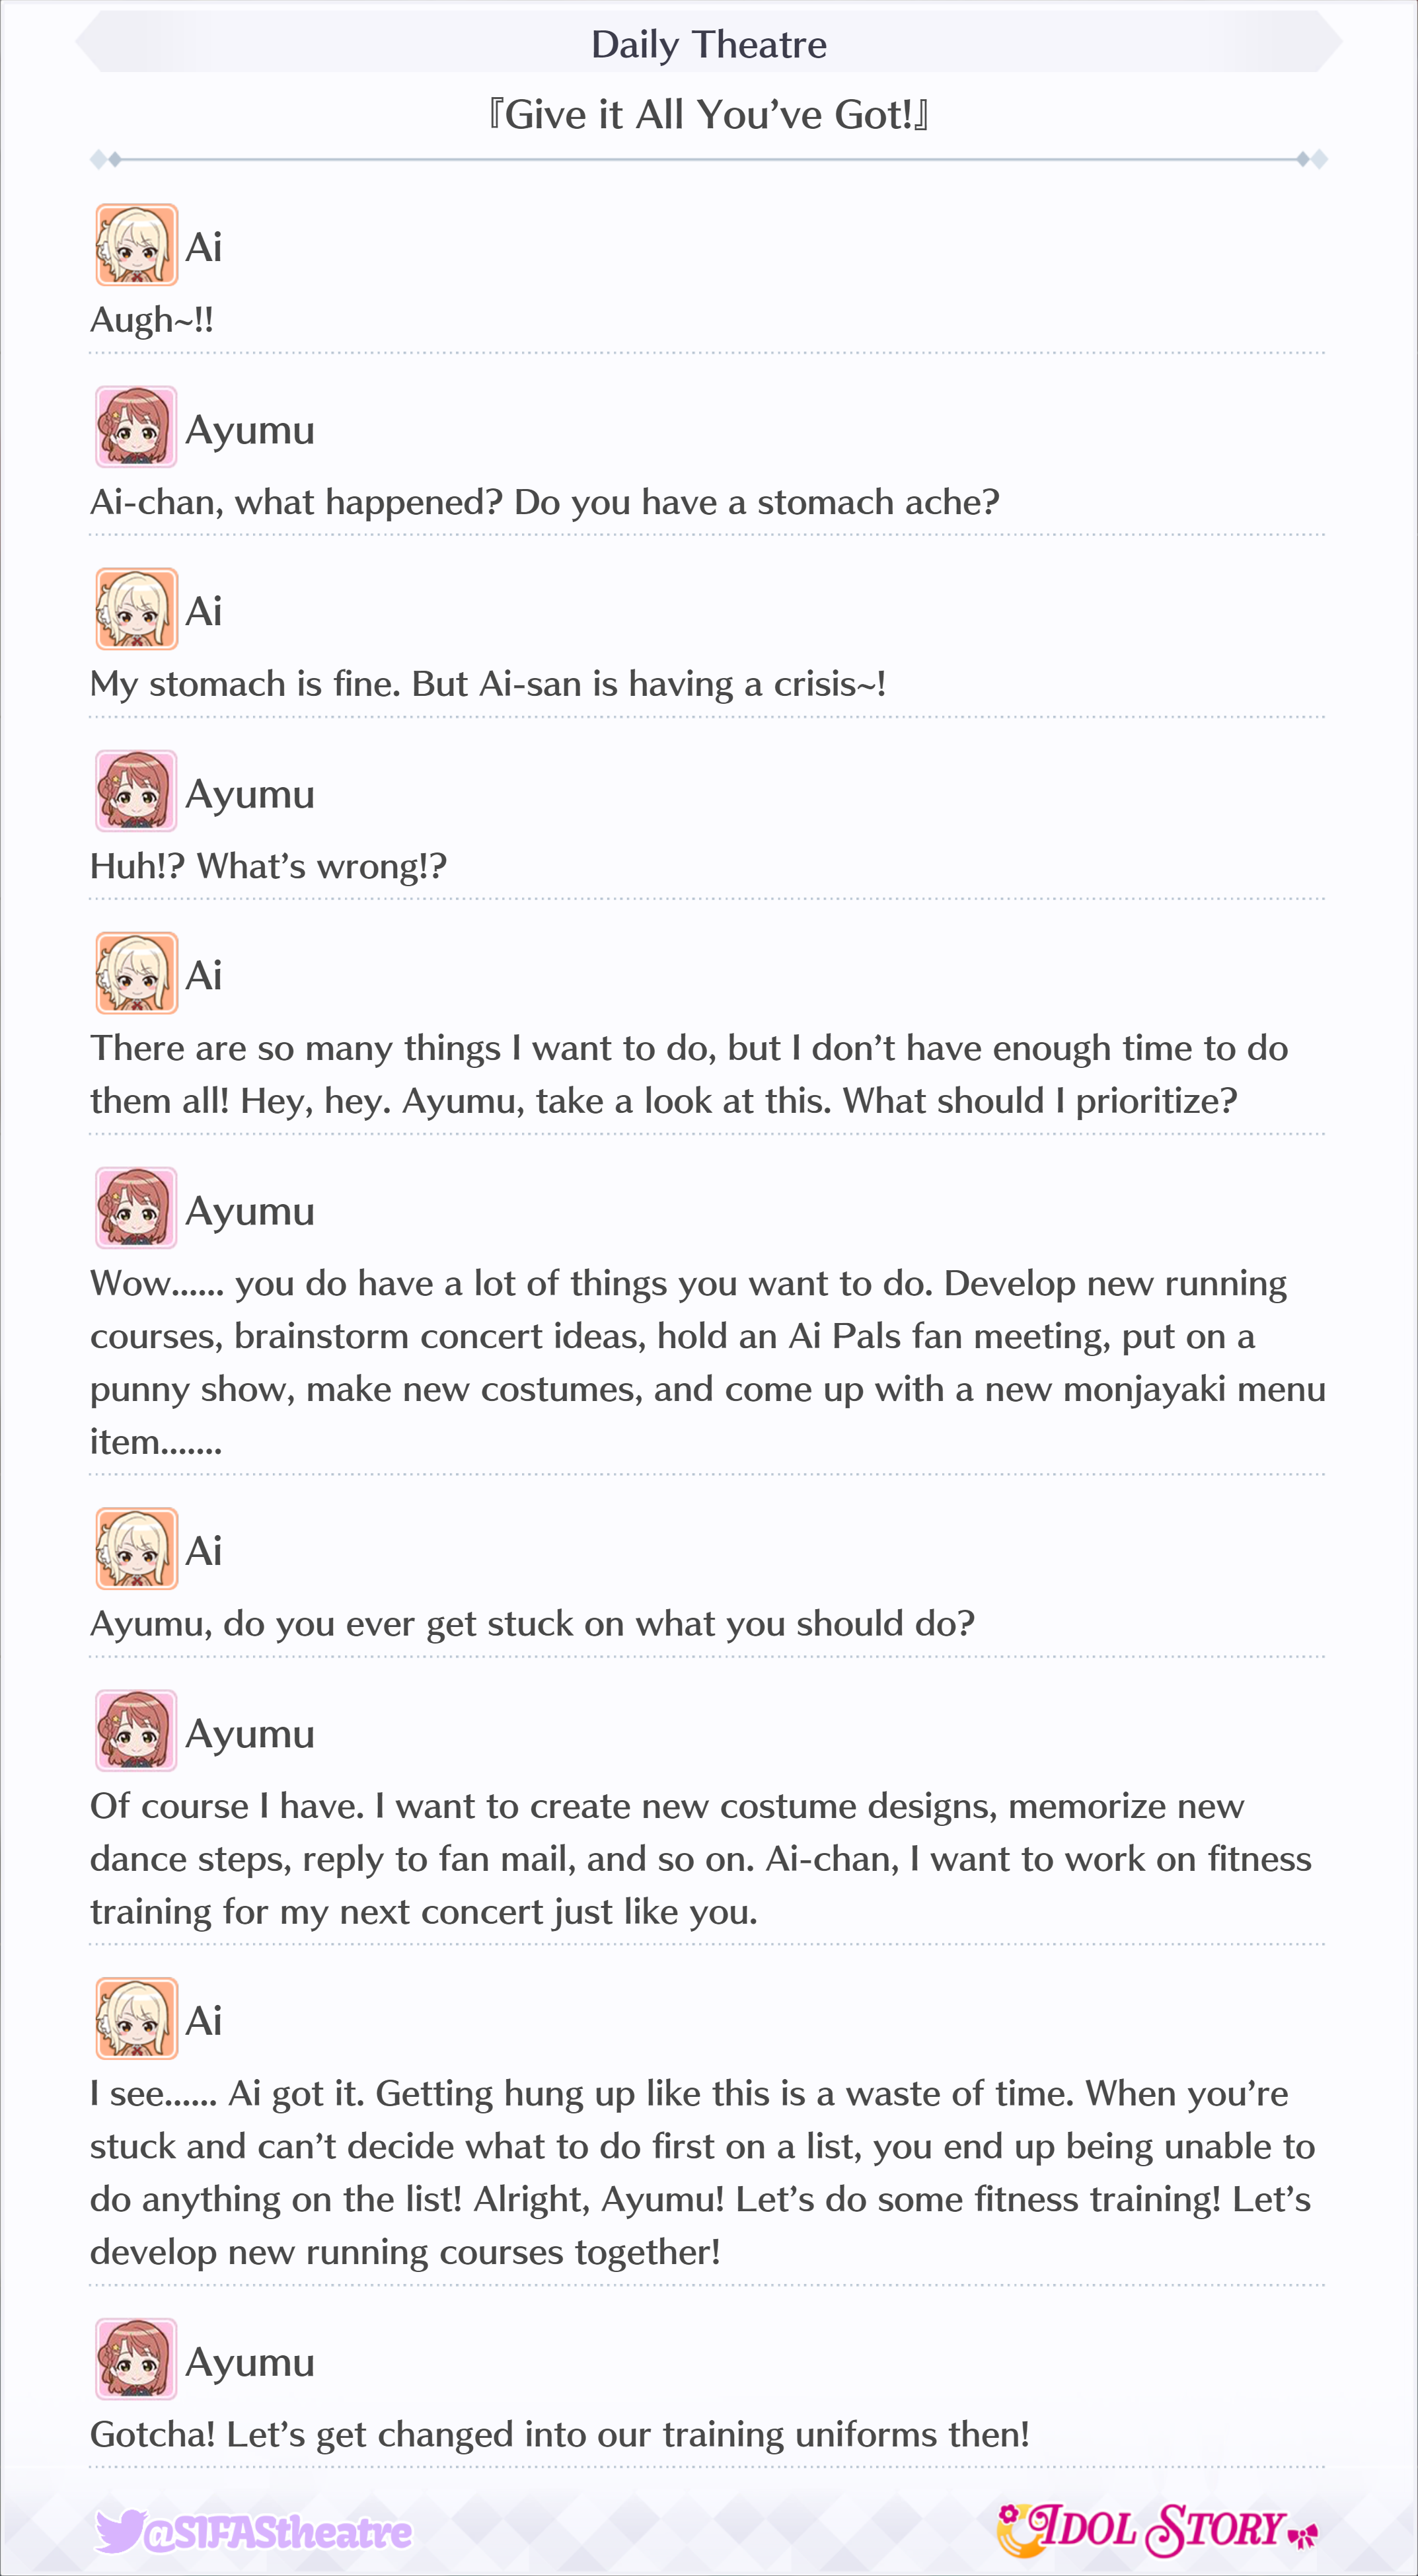 Daily Theatre
『Give it All You’ve Got!』
Ai
Augh~!!
Ayumu
Ai-chan, what happened? Do you have a stomach ache?
Ai
My stomach is fine. But Ai-san is having a crisis~!
Ayumu
Huh!? What’s wrong!?
Ai
There are so many things I want to do, but I don’t have enough time to do
them all! Hey, hey. Ayumu, take a look at this. What should I prioritize?
Ayumu
Wow...... you do have a lot of things you want to do. Develop new running
courses, brainstorm concert ideas, hold an Ai Pals fan meeting, put on a
punny show, make new costumes, and come up with a new monjayaki menu
item.......
Ai
Ayumu, do you ever get stuck on what you should do?
Ayumu
Of course I have. I want to create new costume designs, memorize new
dance steps, reply to fan mail, and so on. Ai-chan, I want to work on fitness
training for my next concert just like you.
Ai
I see...... Ai got it. Getting hung up like this is a waste of time. When you’re
stuck and can’t decide what to do first on a list, you end up being unable to
do anything on the list! Alright, Ayumu! Let’s do some fitness training! Let’s
develop new running courses together!
Ayumu
Gotcha! Let’s get changed into our training uniforms then!
@SIFAStheatre
IDOL STORY